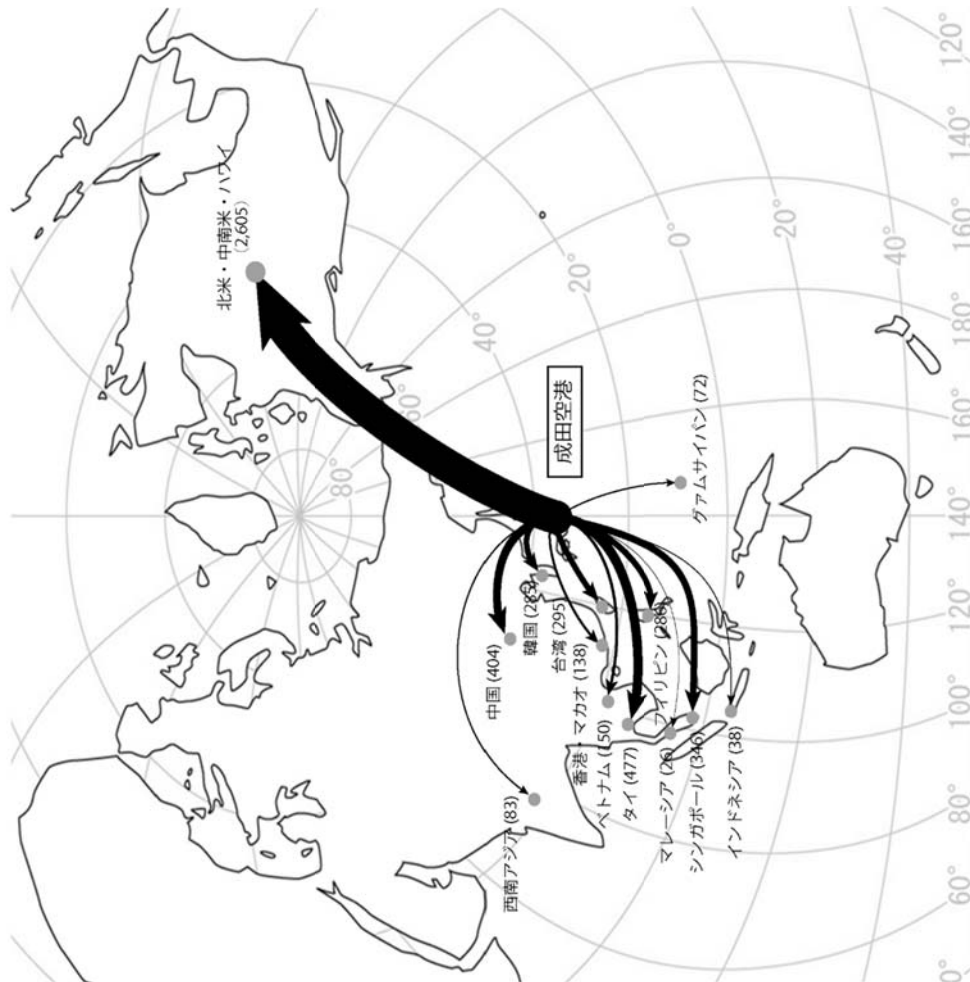 北米・中南米・ハワイ
(2,605)
成田空港
グァムサイパン (72)
中国 (404)
韓国 (285)
台湾 (295)
香港・マカオ (138)
ベトナム (150)
タイ (477)
フィリピン (286)
マレーシア (26)
シンガポール (346)
インドネシア (38)
西南アジア (83)
80°
60°
40°
20°
0°
20°
40°
120°
140°
160°
180°
160°
140°
120°
100°
80°
60°